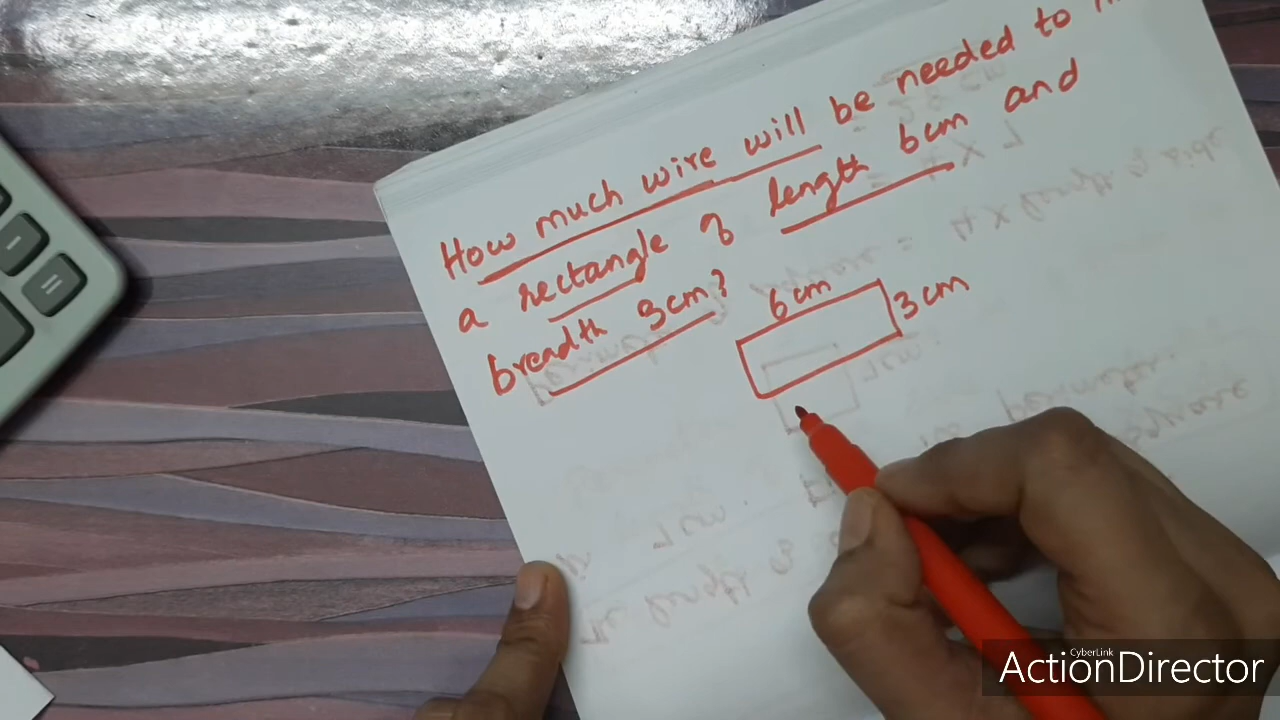 How much wire will be needed to
a rectangle of length 6cm and
breadth 3cm?
6cm
3cm
CyberLink
ActionDirector